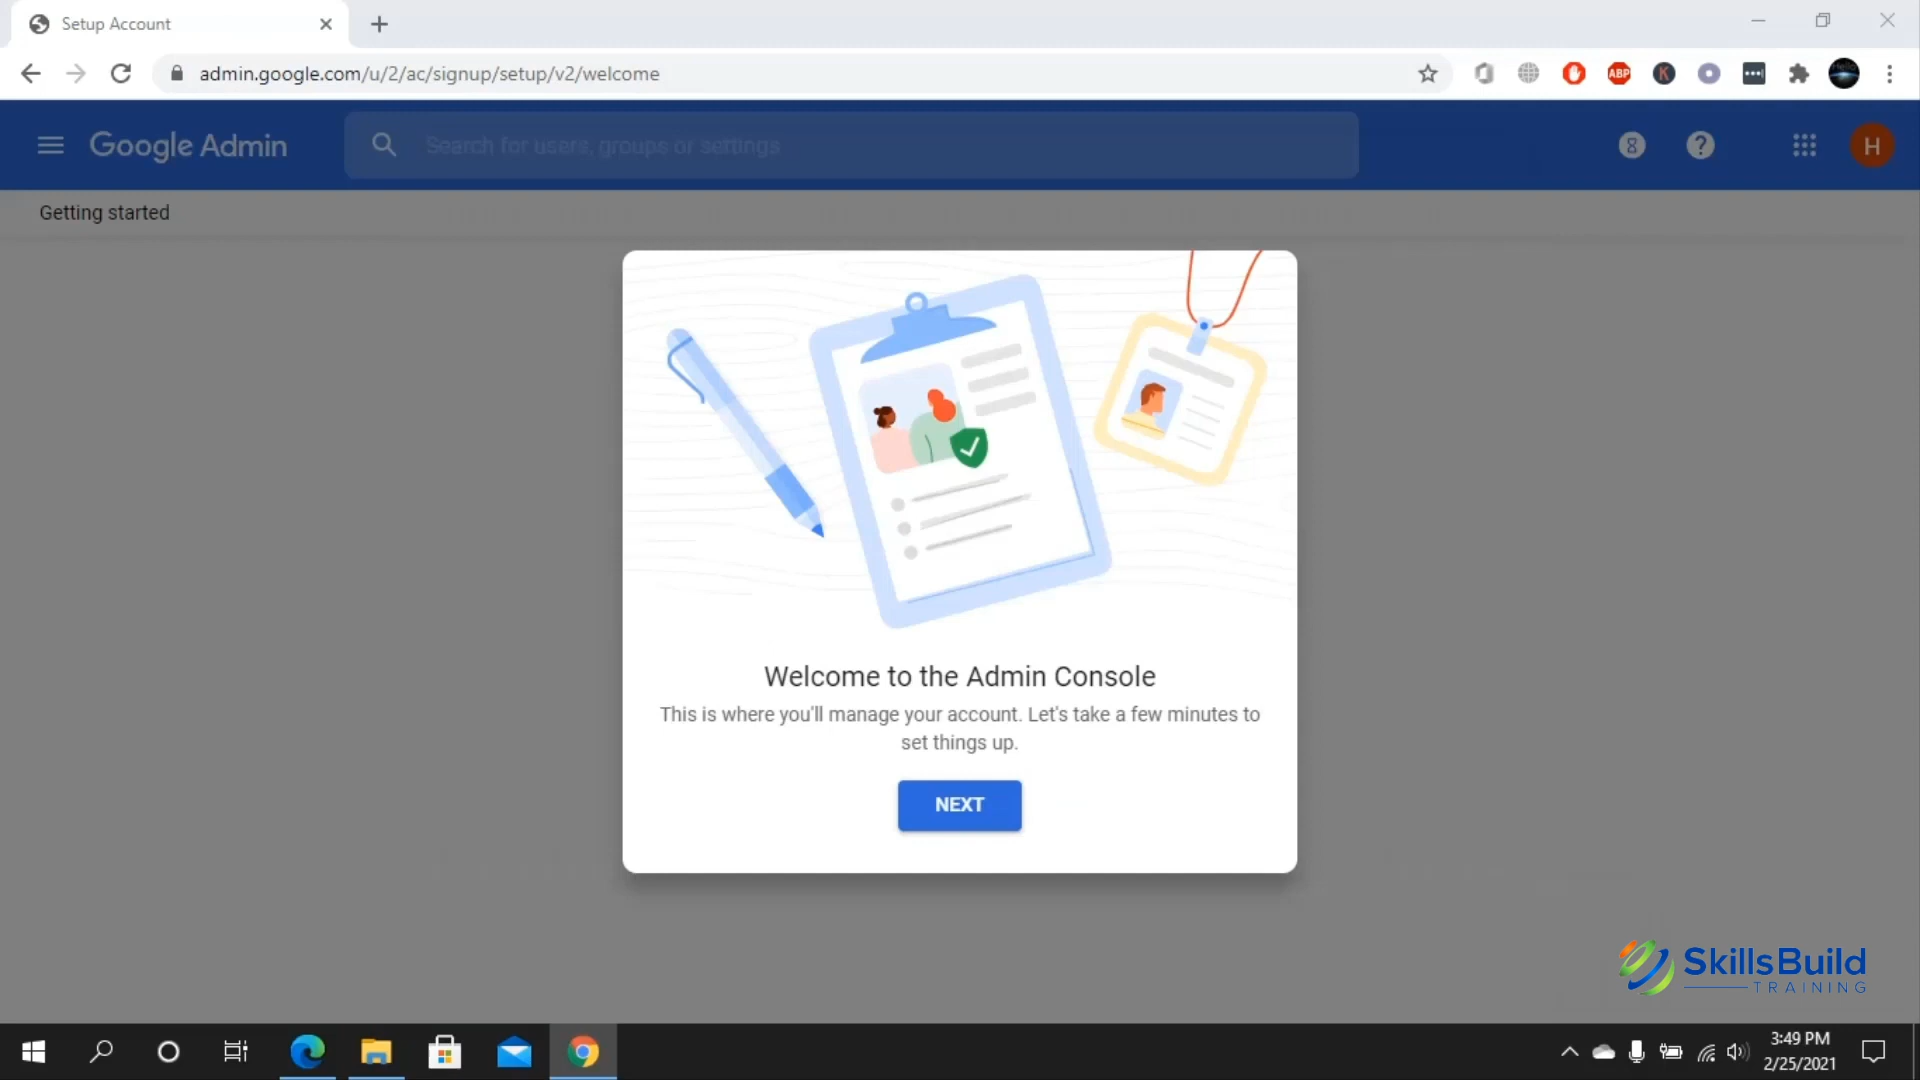 Setup Account
admin.google.com/u/2/ac/signup/setup/v2/welcome
ABP
K
Google Admin
Search for users, groups or settings
8
?
H
Getting started
Welcome to the Admin Console
This is where you'll manage your account. Let's take a few minutes to
set things up.
NEXT
SkillsBuild
TRAINING
3:49 PM
2/25/2021